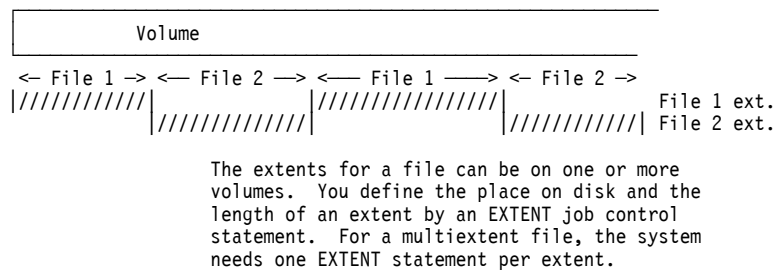 Volume
<— File 1 —> <—— File 2 ——> <——— File 1 ————> <— File 2 —>
|////////////| |/////////////////| File 1 ext.
|//////////////| |////////////| File 2 ext.
The extents for a file can be on one or more
volumes. You define the place on disk and the
length of an extent by an EXTENT job control
statement. For a multiextent file, the system
needs one EXTENT statement per extent.